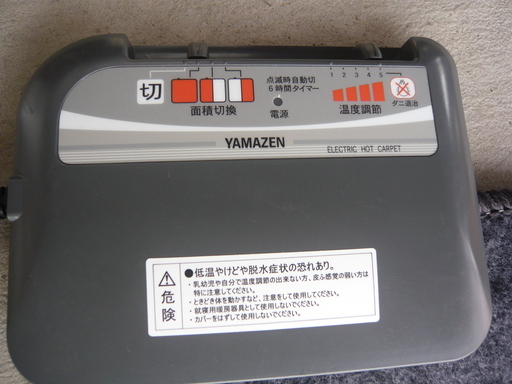 切
面積切換
点滅時自動切
6時間タイマー
電源
1 2 3 4 5
温度調節
ダニ退治
YAMAZEN
ELECTRIC HOT CARPET
危険
●低温やけどや脱水症状の恐れあり。
・乳幼児や自分で温度調節の出来ない方、皮ふ感覚の弱い方は
特に注意してください。
・ときどき体を動かすなど、注意をして使用してください。
・就寝用暖房器具として使用しないでください。
・カバーをはずして使用しないでください。